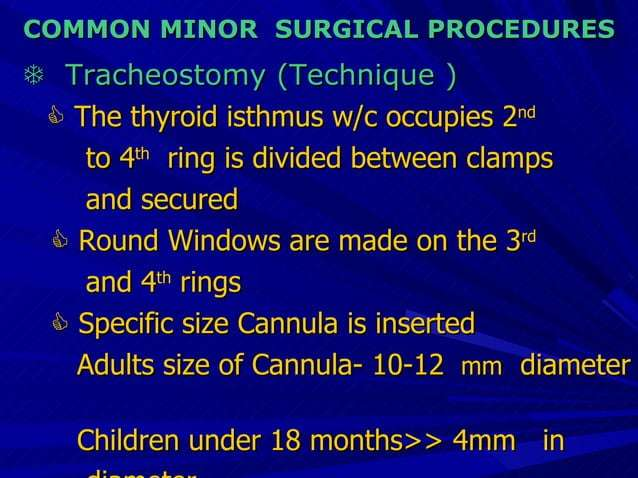 COMMON MINOR SURGICAL PROCEDURES
Tracheostomy (Technique )
The thyroid isthmus w/c occupies 2nd
to 4th ring is divided between clamps
and secured
Round Windows are made on the 3rd
and 4th rings
Specific size Cannula is inserted
Adults size of Cannula- 10-12 mm diameter
Children under 18 months>> 4mm in
diameter